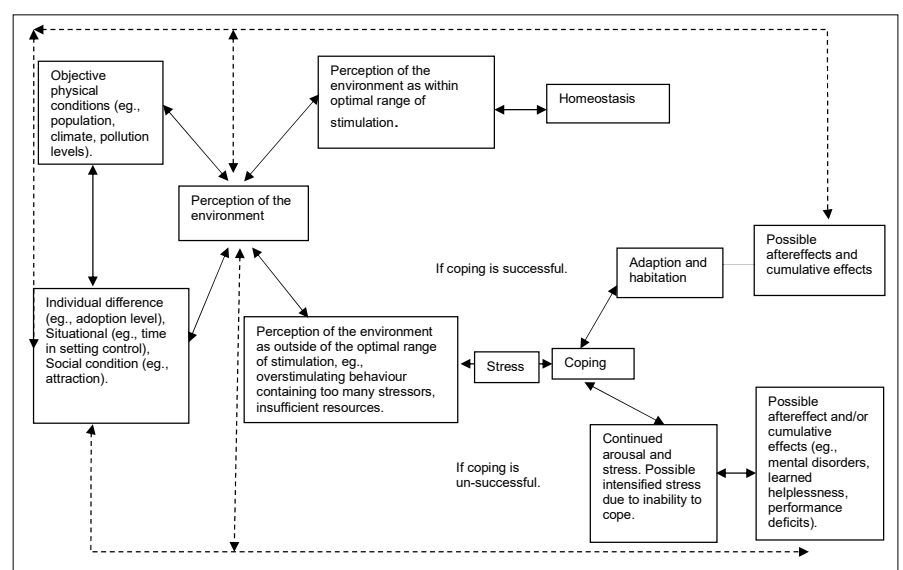 Objective
physical
conditions (eg.,
population,
climate, pollution
levels).
Perception of the
environment as within
optimal range of
stimulation.
Homeostasis
Perception of the
environment
Individual difference
(eg., adoption level),
Situational (eg., time
in setting control),
Social condition (eg.,
attraction).
Perception of the environment
as outside of the optimal range
of stimulation, eg.,
overstimulating behaviour
containing too many stressors,
insufficient resources.
Stress
Coping
If coping is successful.
Adaption and
habitation
Possible
aftereffects and
cumulative effects
If coping is
un-successful.
Continued
arousal and
stress. Possible
intensified stress
due to inability to
cope.
Possible
aftereffect and/or
cumulative
effects (eg.,
mental disorders,
learned
helplessness,
performance
deficits).